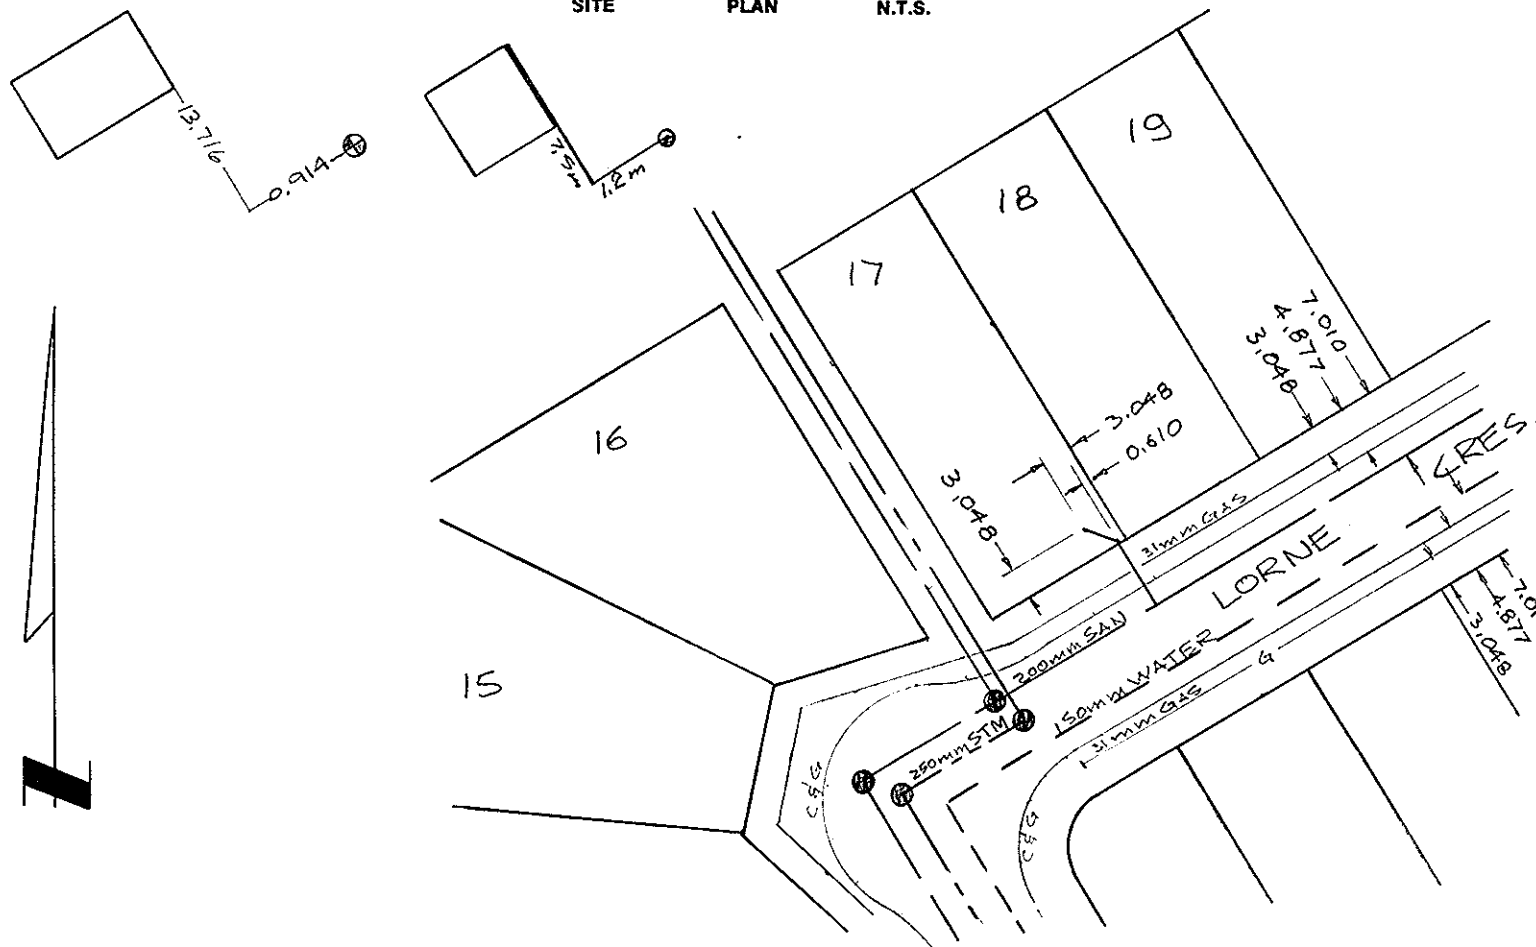 SITE PLAN N.T.S.
13.716
0.914
7.5m
1.2m
19
18
17
16
15
7.010
4.877
3.048
3.048
0.610
3.048
31mm GAS
LORNE CRES.
200mm SAN
250mm STM
150mm WATER
31mm GAS
G
C&G
C&G
7.01
4.877
3.048